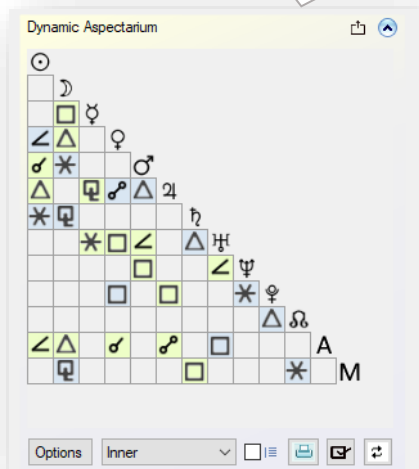 Dynamic Aspectarium
☉
☽
□ ☿
∠ △ ♀
☌ ⚹ ♂
△ ⚼ ☍ △ ♃
⚹ ⚼ ♄
⚹ □ ∠ △ ♅
□ ∠ ♆
□ □ ⚹ ♇
△ ☊
∠ △ ☌ ☍ □ A
⚼ □ ⚹ M
Options Inner